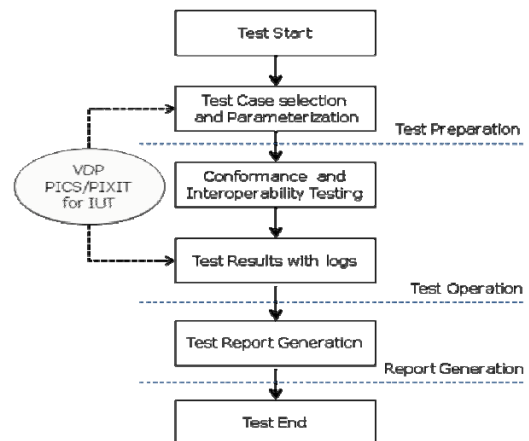 Test Start
Test Case selection
and Parameterization
Test Preparation
VDP
PICS/PIXIT
for IUT
Conformance and
Interoperability Testing
Test Results with logs
Test Operation
Test Report Generation
Report Generation
Test End